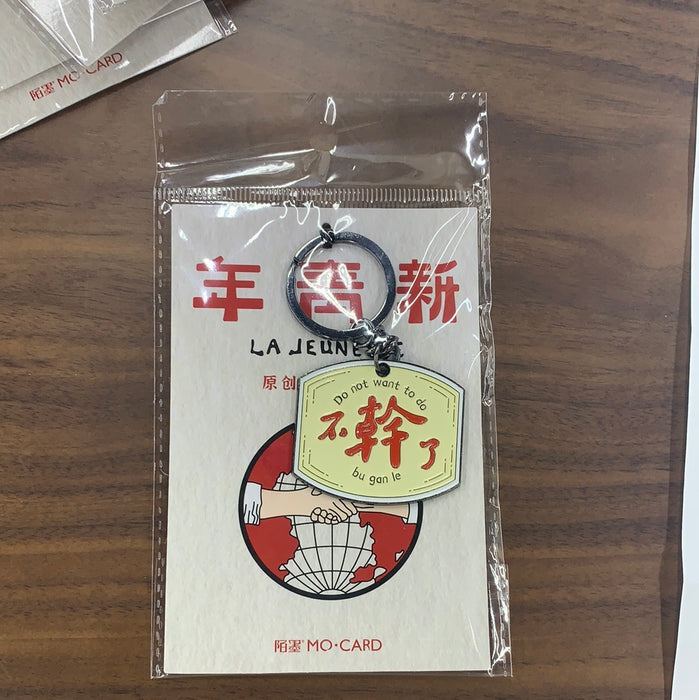 陌墨® MO·CARD
年青新
LA JEUNE
原创
Do not want to do
不幹了
bu gan le
陌墨® MO·CARD